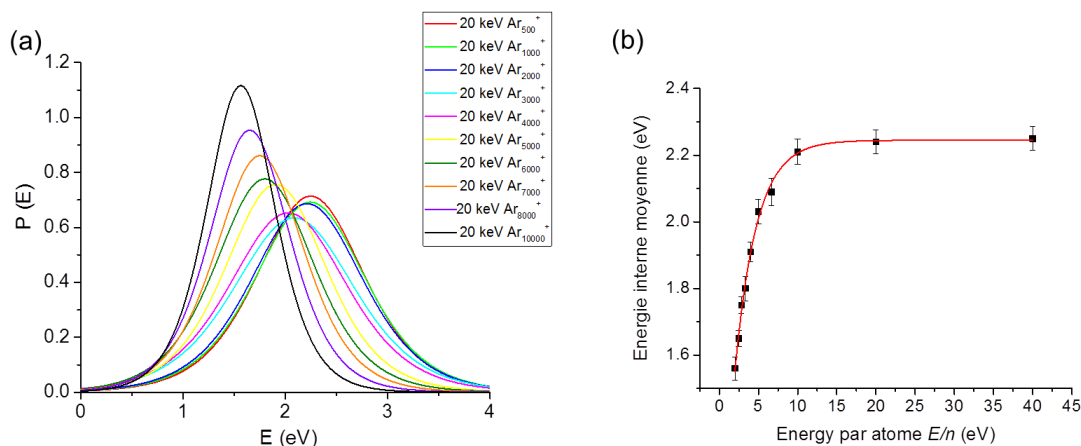 (a)
20 keV Ar500+
20 keV Ar1000+
20 keV Ar2000+
20 keV Ar3000+
20 keV Ar4000+
20 keV Ar5000+
20 keV Ar6000+
20 keV Ar7000+
20 keV Ar8000+
20 keV Ar10000+
1.2
1.0
0.8
0.6
0.4
0.2
0.0
P (E)
0 1 2 3 4
E (eV)
(b)
2.4
2.2
2.0
1.8
1.6
Energie interne moyenne (eV)
0 5 10 15 20 25 30 35 40 45
Energy par atome E/n (eV)